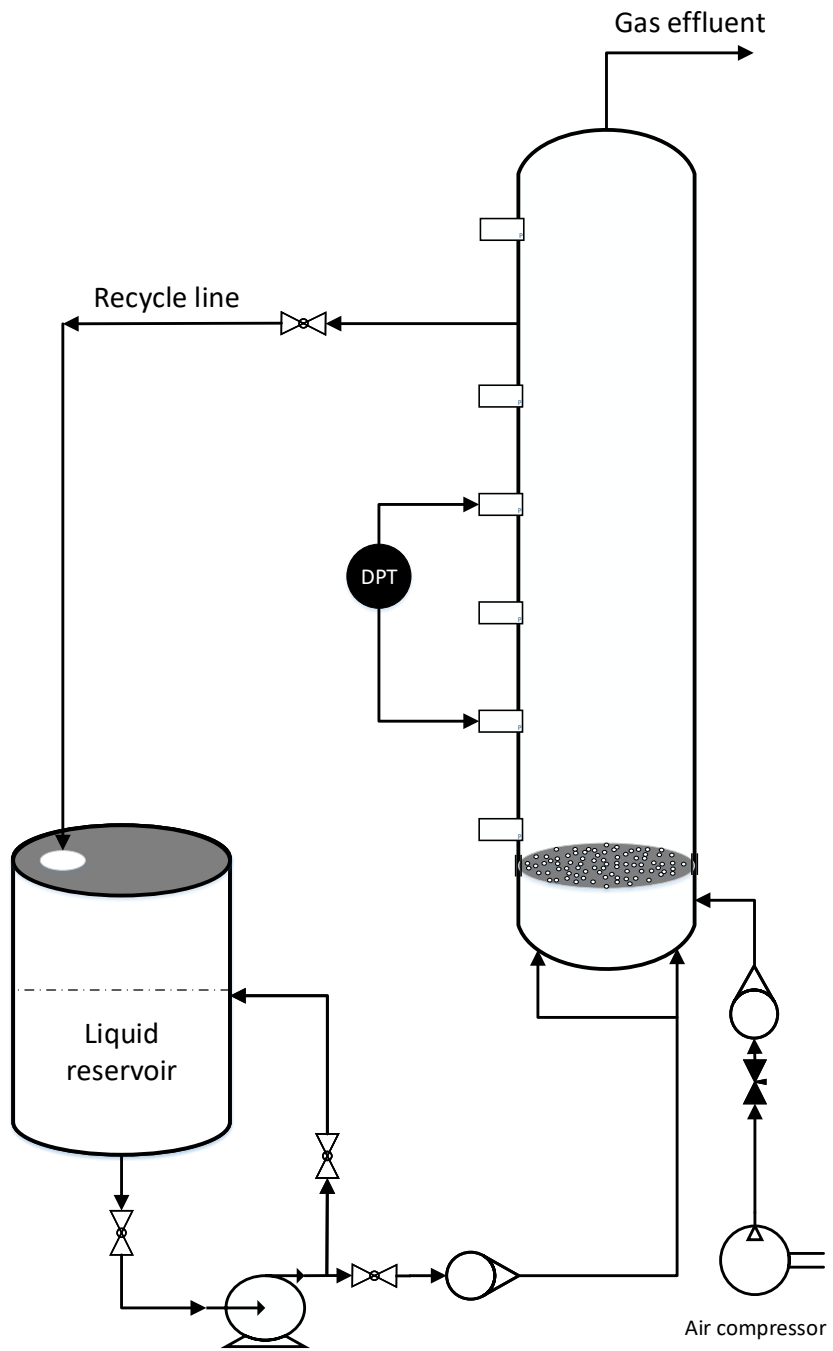 Gas effluent
Recycle line
P
P
P
DPT
P
P
P
Liquid
reservoir
Air compressor